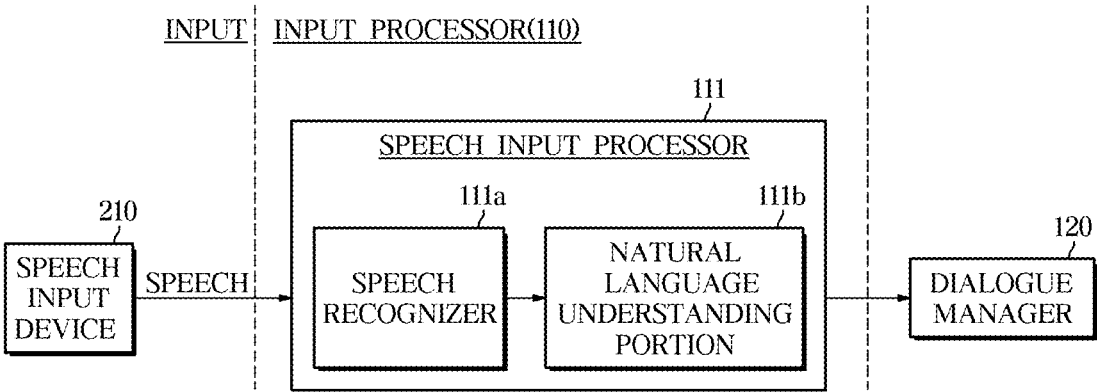 INPUT
INPUT PROCESSOR(110)
111
SPEECH INPUT PROCESSOR
210
SPEECH
INPUT
DEVICE
SPEECH
111a
SPEECH
RECOGNIZER
111b
NATURAL
LANGUAGE
UNDERSTANDING
PORTION
120
DIALOGUE
MANAGER